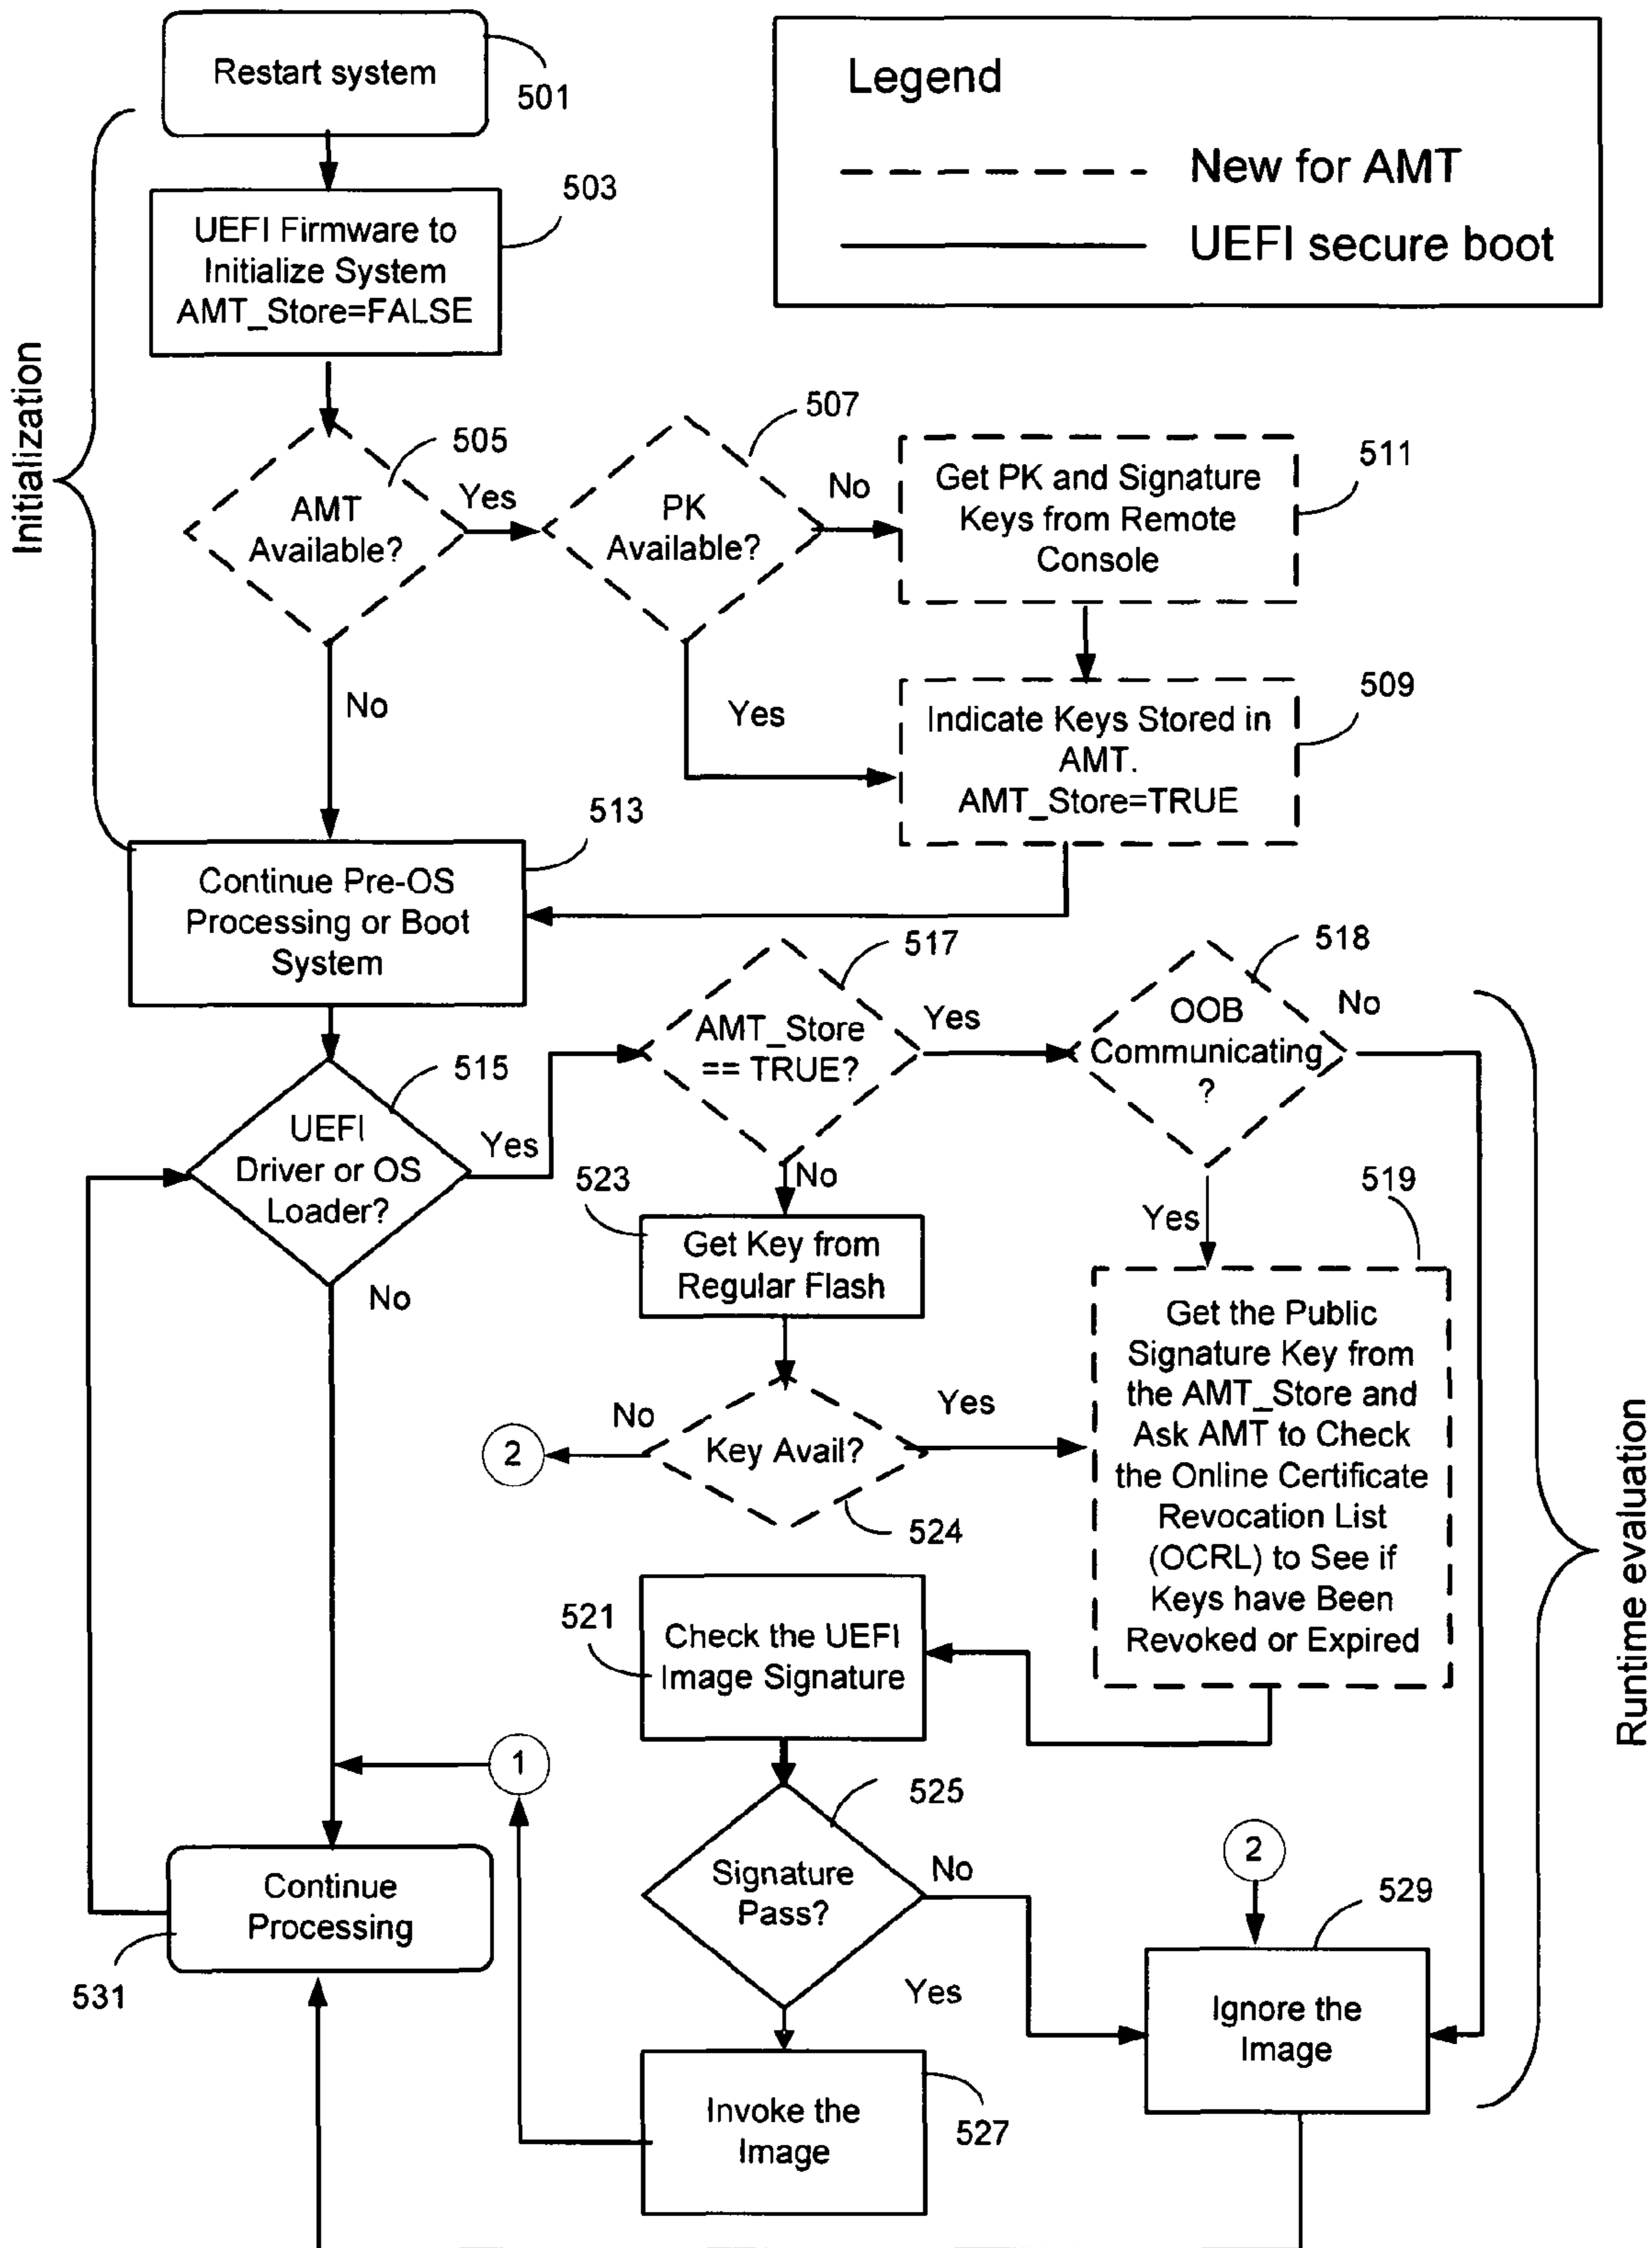 Restart system
501
Legend
New for AMT
UEFI secure boot
503
UEFI Firmware to
Initialize System
AMT_Store=FALSE
Initialization
505
AMT
Available?
Yes
No
507
PK
Available?
No
Yes
511
Get PK and Signature
Keys from Remote
Console
509
Indicate Keys Stored in
AMT.
AMT_Store=TRUE
513
Continue Pre-OS
Processing or Boot
System
515
UEFI
Driver or OS
Loader?
Yes
No
517
AMT_Store
== TRUE?
Yes
No
518
OOB
Communicating
?
No
Yes
523
Get Key from
Regular Flash
519
Get the Public
Signature Key from
the AMT_Store and
Ask AMT to Check
the Online Certificate
Revocation List
(OCRL) to See if
Keys have Been
Revoked or Expired
No
Key Avail?
Yes
2
524
Runtime evaluation
521
Check the UEFI
Image Signature
1
525
Signature
Pass?
No
Yes
2
529
Ignore the
Image
Continue
Processing
531
Invoke the
Image
527